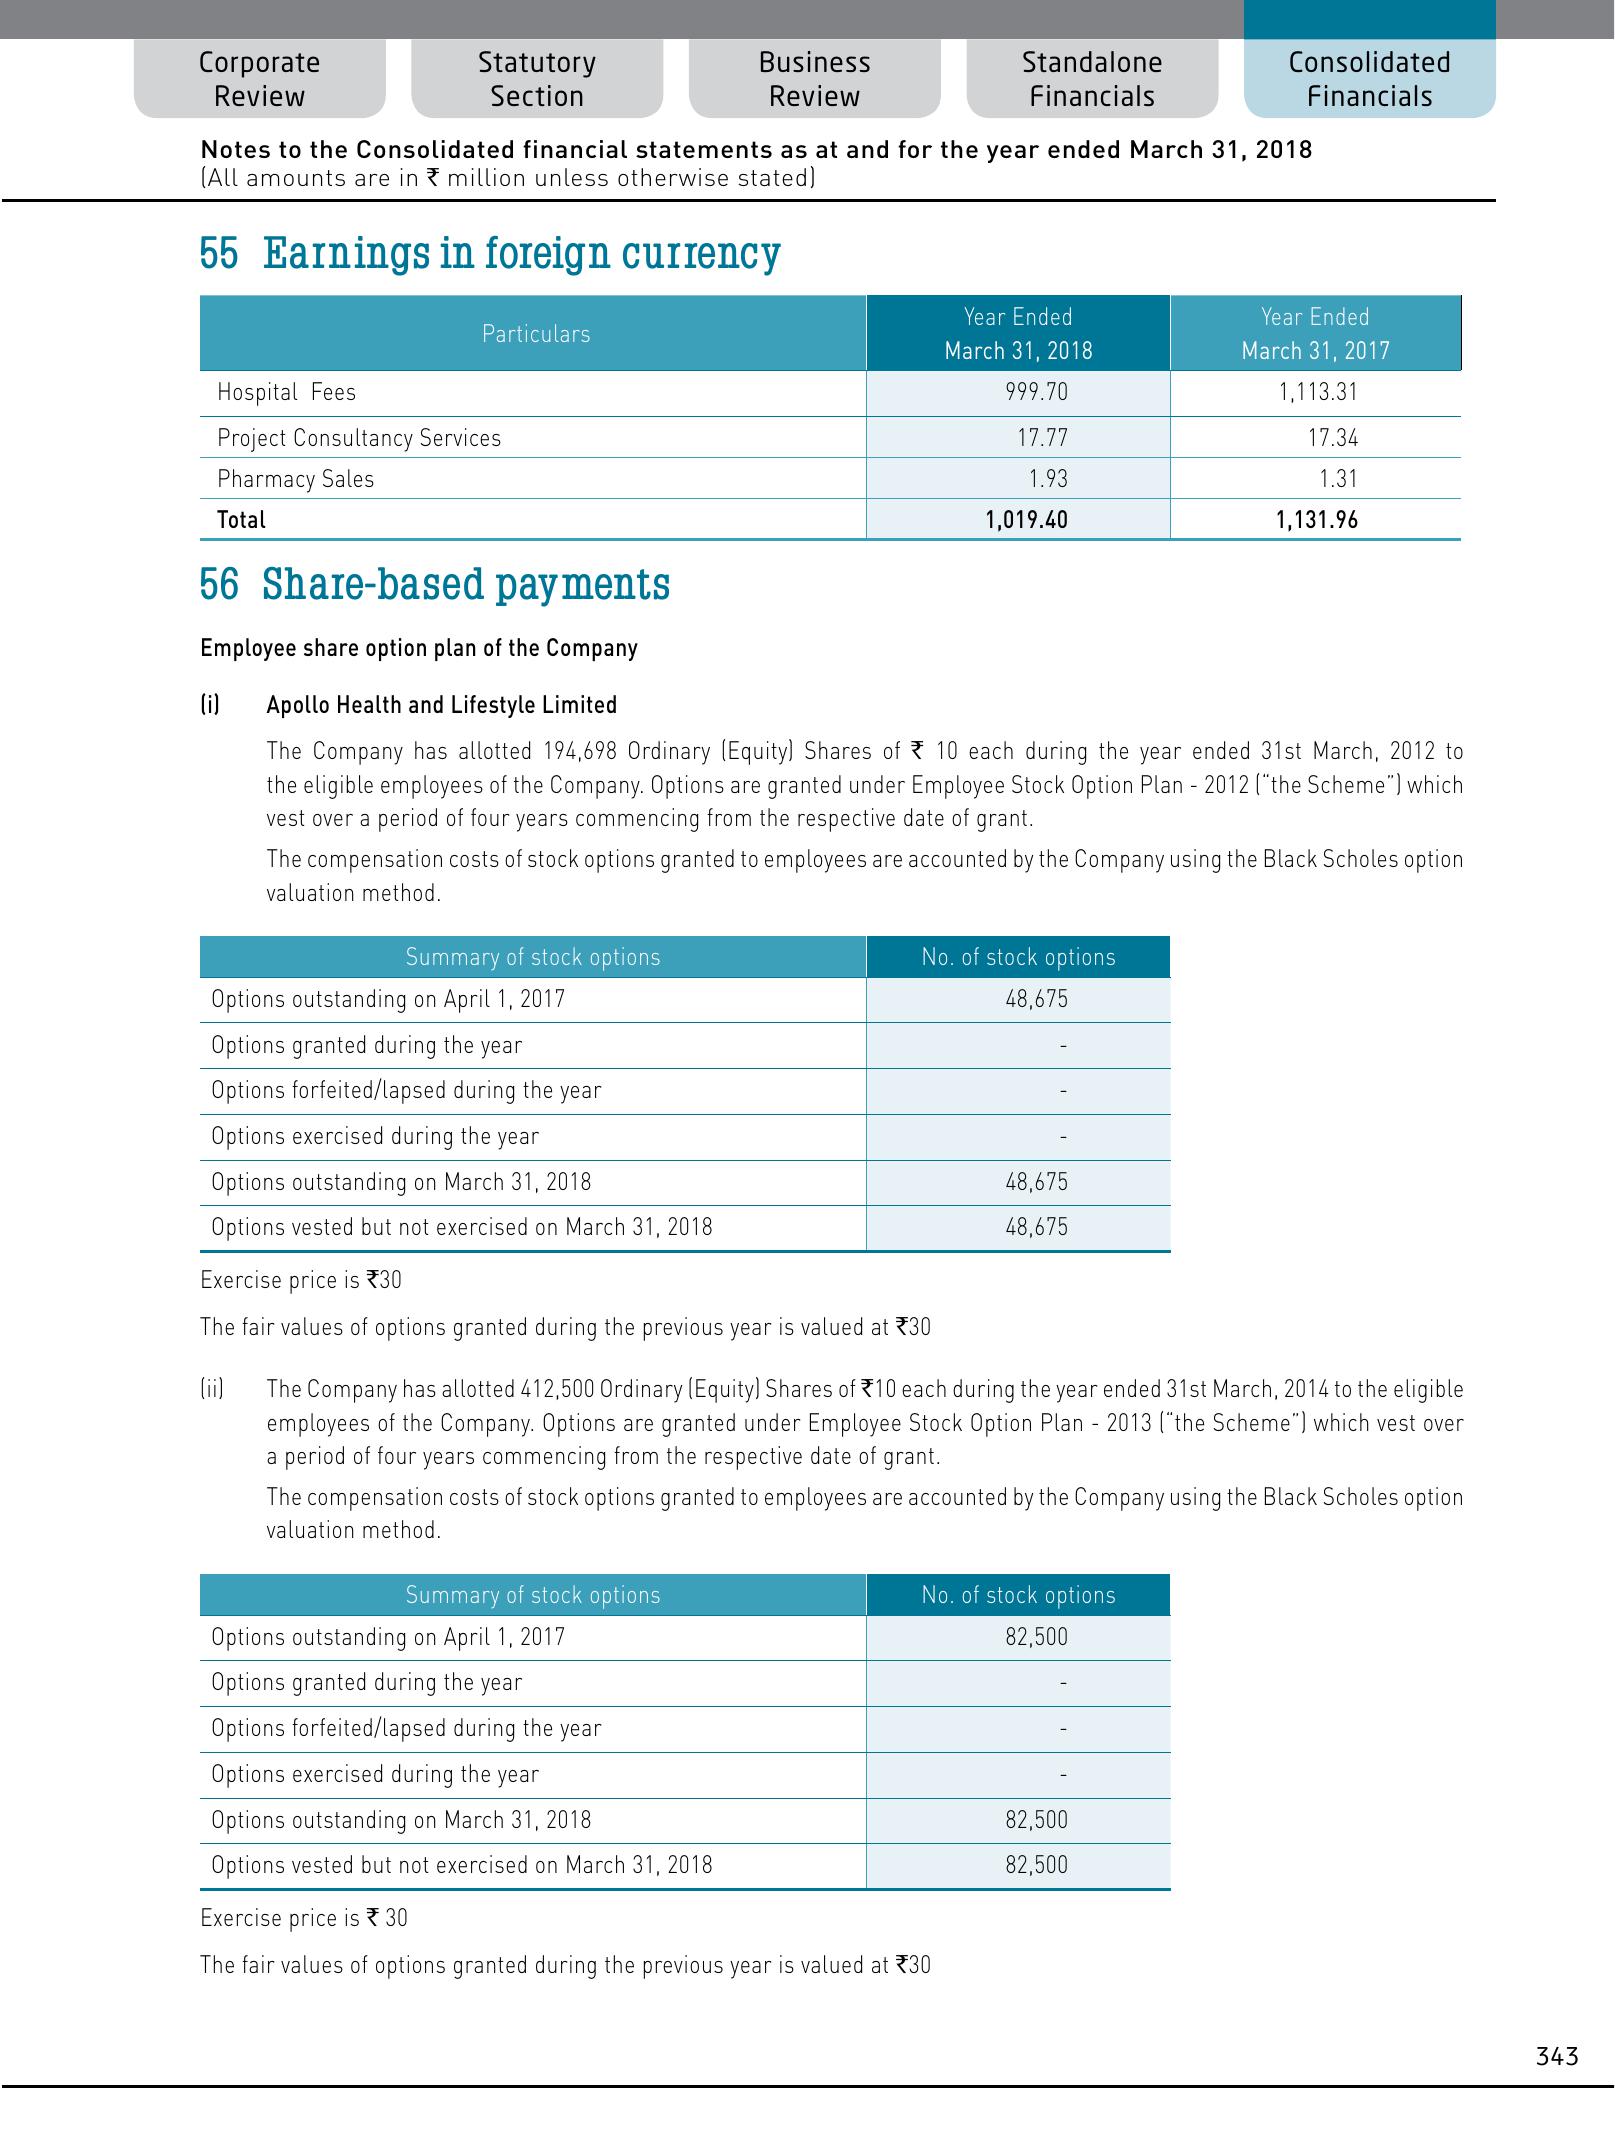 Corporate Review
Statutory Section
Business Review
Standalone Financials
Consolidated Financials
Notes to the Consolidated financial statements as at and for the year ended March 31, 2018
(All amounts are in ₹ million unless otherwise stated)
55 Earnings in foreign currency
Particulars Year Ended March 31, 2018 Year Ended March 31, 2017
Hospital Fees 999.70 1,113.31
Project Consultancy Services 17.77 17.34
Pharmacy Sales 1.93 1.31
Total 1,019.40 1,131.96
56 Share-based payments
Employee share option plan of the Company
(i) Apollo Health and Lifestyle Limited
The Company has allotted 194,698 Ordinary (Equity) Shares of ₹ 10 each during the year ended 31st March, 2012 to
the eligible employees of the Company. Options are granted under Employee Stock Option Plan - 2012 (“the Scheme”) which
vest over a period of four years commencing from the respective date of grant.
The compensation costs of stock options granted to employees are accounted by the Company using the Black Scholes option
valuation method.
Summary of stock options No. of stock options
Options outstanding on April 1, 2017 48,675
Options granted during the year -
Options forfeited/lapsed during the year -
Options exercised during the year -
Options outstanding on March 31, 2018 48,675
Options vested but not exercised on March 31, 2018 48,675
Exercise price is ₹30
The fair values of options granted during the previous year is valued at ₹30
(ii) The Company has allotted 412,500 Ordinary (Equity) Shares of ₹10 each during the year ended 31st March, 2014 to the eligible
employees of the Company. Options are granted under Employee Stock Option Plan - 2013 (“the Scheme”) which vest over
a period of four years commencing from the respective date of grant.
The compensation costs of stock options granted to employees are accounted by the Company using the Black Scholes option
valuation method.
Summary of stock options No. of stock options
Options outstanding on April 1, 2017 82,500
Options granted during the year -
Options forfeited/lapsed during the year -
Options exercised during the year -
Options outstanding on March 31, 2018 82,500
Options vested but not exercised on March 31, 2018 82,500
Exercise price is ₹ 30
The fair values of options granted during the previous year is valued at ₹30
343